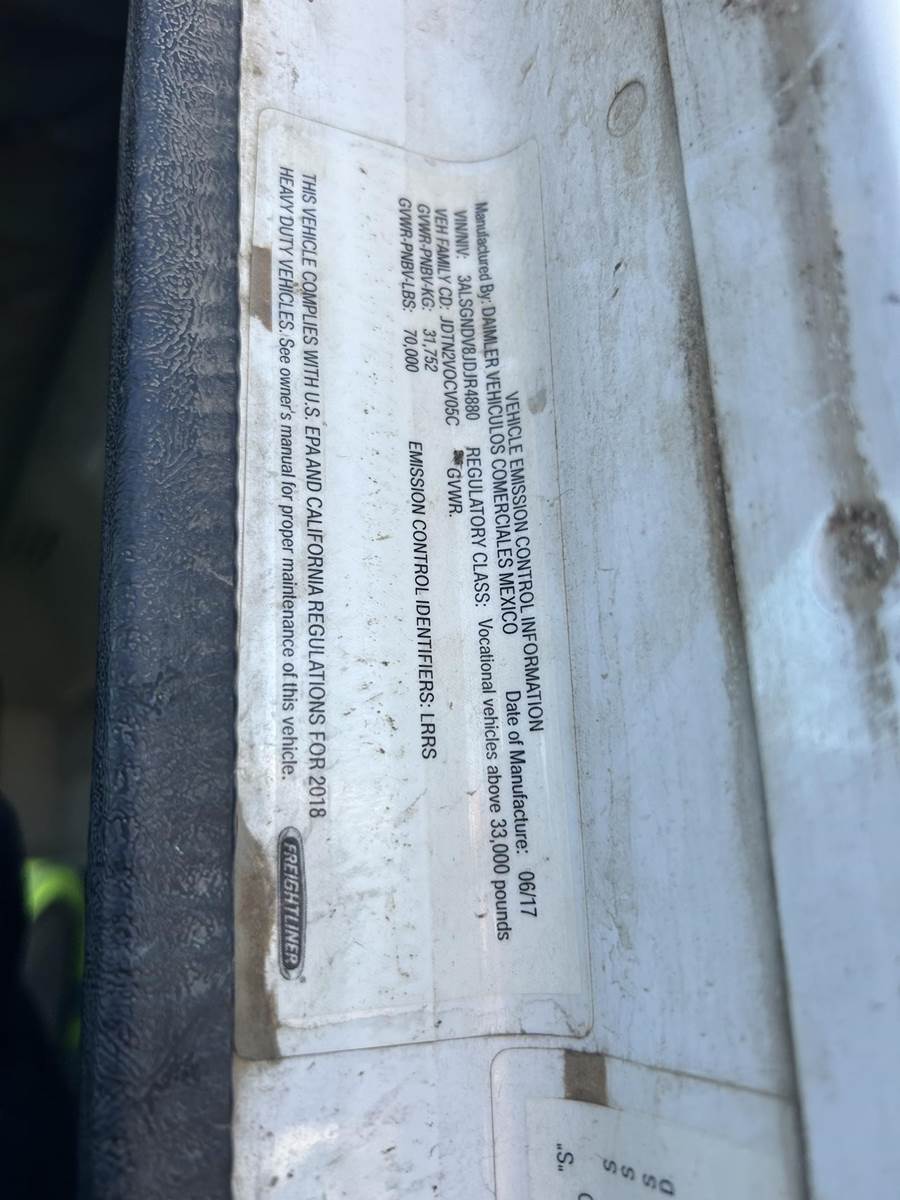 VEHICLE EMISSION CONTROL INFORMATION
Manufactured By: DAIMLER VEHICULOS COMERCIALES MEXICO Date of Manufacture: 06/17
VIN/NIV: 3ALSGNDV8JDJR4880 REGULATORY CLASS: Vocational vehicles above 33,000 pounds
VEH FAMILY CD: JDTN2VOCV05C GVWR.
GVWR-PNBV-KG: 31,752
GVWR-PNBV-LBS: 70,000 EMISSION CONTROL IDENTIFIERS: LRRS
THIS VEHICLE COMPLIES WITH U.S. EPA AND CALIFORNIA REGULATIONS FOR 2018
HEAVY DUTY VEHICLES. See owner's manual for proper maintenance of this vehicle.
FREIGHTLINER
"S"